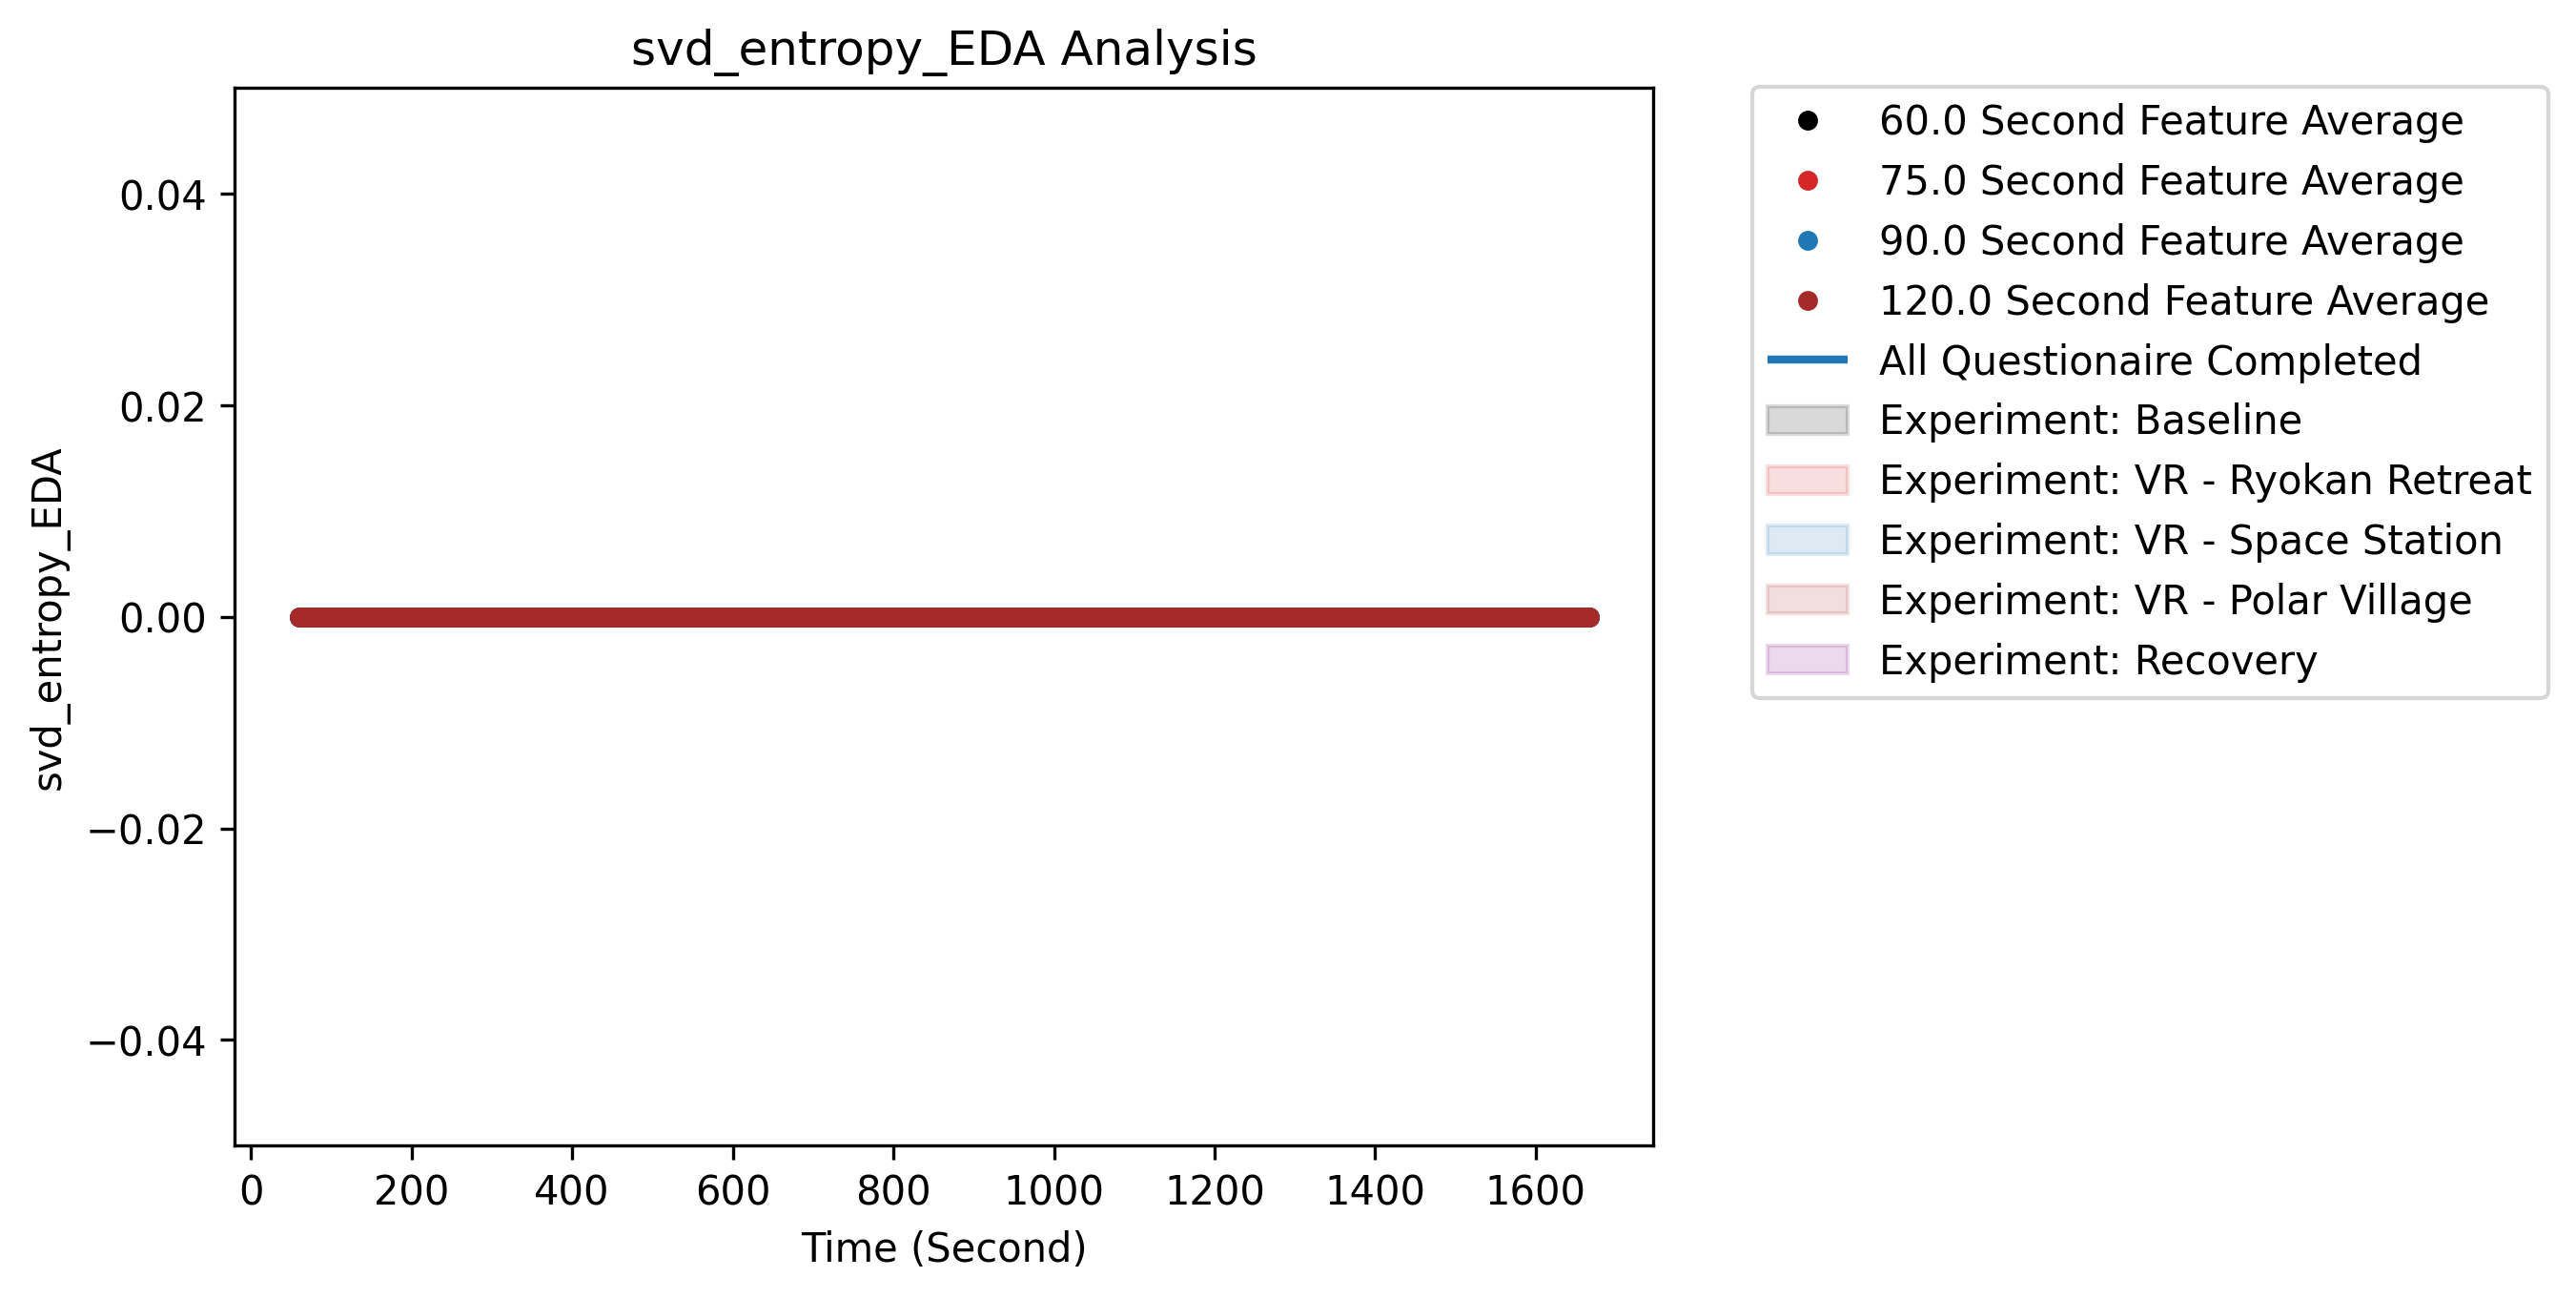 svd_entropy_EDA Analysis
svd_entropy_EDA
0.04
0.02
0.00
−0.02
−0.04
0 200 400 600 800 1000 1200 1400 1600
Time (Second)
60.0 Second Feature Average
75.0 Second Feature Average
90.0 Second Feature Average
120.0 Second Feature Average
All Questionaire Completed
Experiment: Baseline
Experiment: VR - Ryokan Retreat
Experiment: VR - Space Station
Experiment: VR - Polar Village
Experiment: Recovery